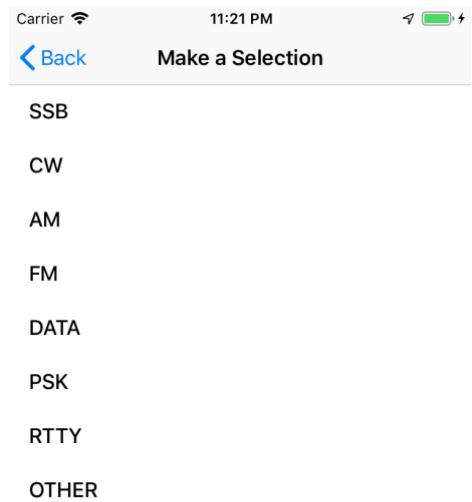 Carrier 11:21 PM
Back Make a Selection
SSB
CW
AM
FM
DATA
PSK
RTTY
OTHER